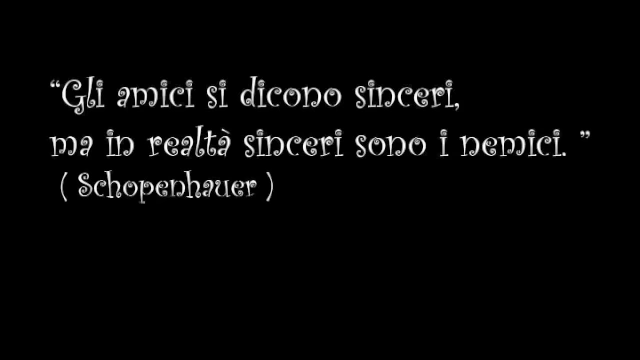 “Gli amici si dicono sinceri,
ma in realtà sinceri sono i nemici. ”
( Schopenhauer )